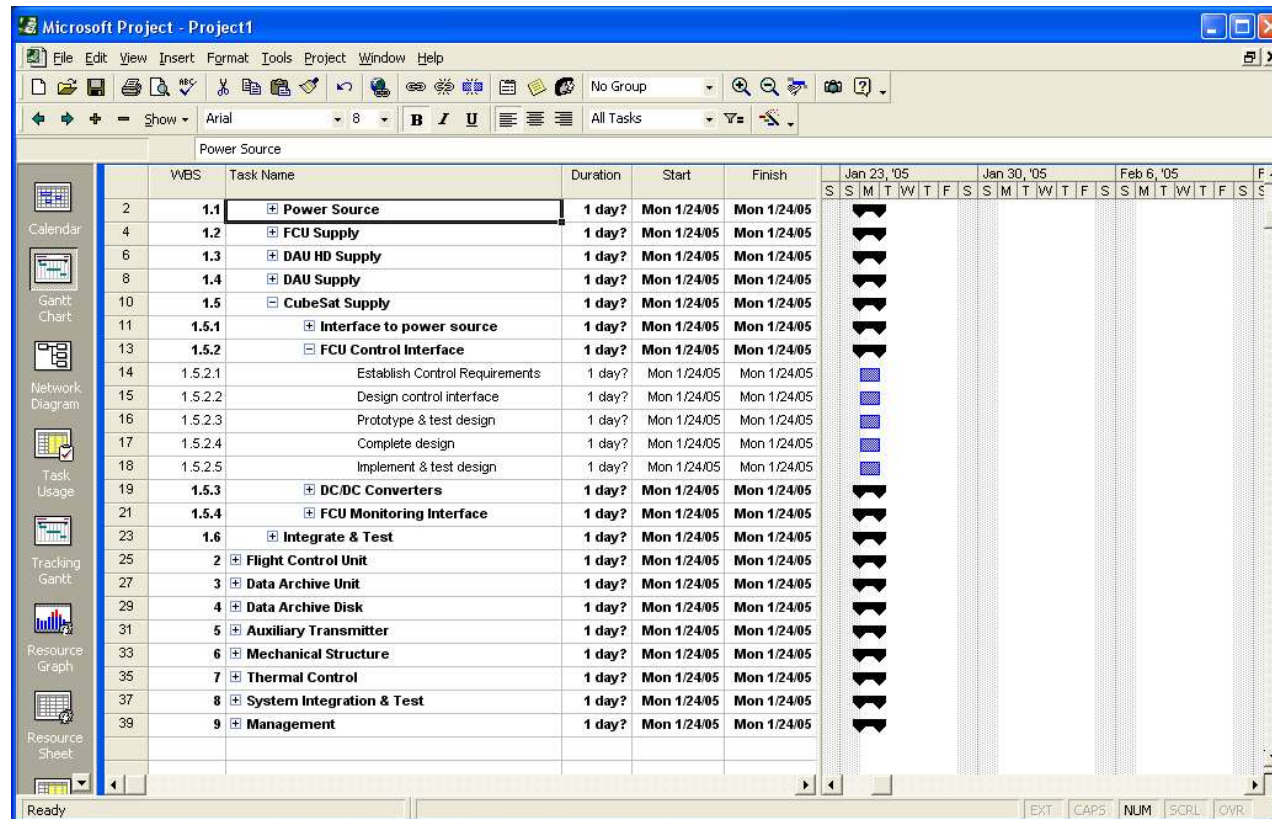 Microsoft Project - Project1
File Edit View Insert Format Tools Project Window Help
ABC No Group
Show Arial 8 B I U All Tasks
Power Source
WBS Task Name Duration Start Finish Jan 23, '05 Jan 30, '05 Feb 6, '05 F
S S M T W T F S S M T W T F S S M T W T F S S
2 1.1 Power Source 1 day? Mon 1/24/05 Mon 1/24/05
4 1.2 FCU Supply 1 day? Mon 1/24/05 Mon 1/24/05
6 1.3 DAU HD Supply 1 day? Mon 1/24/05 Mon 1/24/05
8 1.4 DAU Supply 1 day? Mon 1/24/05 Mon 1/24/05
10 1.5 CubeSat Supply 1 day? Mon 1/24/05 Mon 1/24/05
11 1.5.1 Interface to power source 1 day? Mon 1/24/05 Mon 1/24/05
13 1.5.2 FCU Control Interface 1 day? Mon 1/24/05 Mon 1/24/05
14 1.5.2.1 Establish Control Requirements 1 day? Mon 1/24/05 Mon 1/24/05
15 1.5.2.2 Design control interface 1 day? Mon 1/24/05 Mon 1/24/05
16 1.5.2.3 Prototype & test design 1 day? Mon 1/24/05 Mon 1/24/05
17 1.5.2.4 Complete design 1 day? Mon 1/24/05 Mon 1/24/05
18 1.5.2.5 Implement & test design 1 day? Mon 1/24/05 Mon 1/24/05
19 1.5.3 DC/DC Converters 1 day? Mon 1/24/05 Mon 1/24/05
21 1.5.4 FCU Monitoring Interface 1 day? Mon 1/24/05 Mon 1/24/05
23 1.6 Integrate & Test 1 day? Mon 1/24/05 Mon 1/24/05
25 2 Flight Control Unit 1 day? Mon 1/24/05 Mon 1/24/05
27 3 Data Archive Unit 1 day? Mon 1/24/05 Mon 1/24/05
29 4 Data Archive Disk 1 day? Mon 1/24/05 Mon 1/24/05
31 5 Auxiliary Transmitter 1 day? Mon 1/24/05 Mon 1/24/05
33 6 Mechanical Structure 1 day? Mon 1/24/05 Mon 1/24/05
35 7 Thermal Control 1 day? Mon 1/24/05 Mon 1/24/05
37 8 System Integration & Test 1 day? Mon 1/24/05 Mon 1/24/05
39 9 Management 1 day? Mon 1/24/05 Mon 1/24/05
Calendar
Gantt
Chart
Network
Diagram
Task
Usage
Tracking
Gantt
Resource
Graph
Resource
Sheet
Ready EXT CAPS NUM SCRL OVR